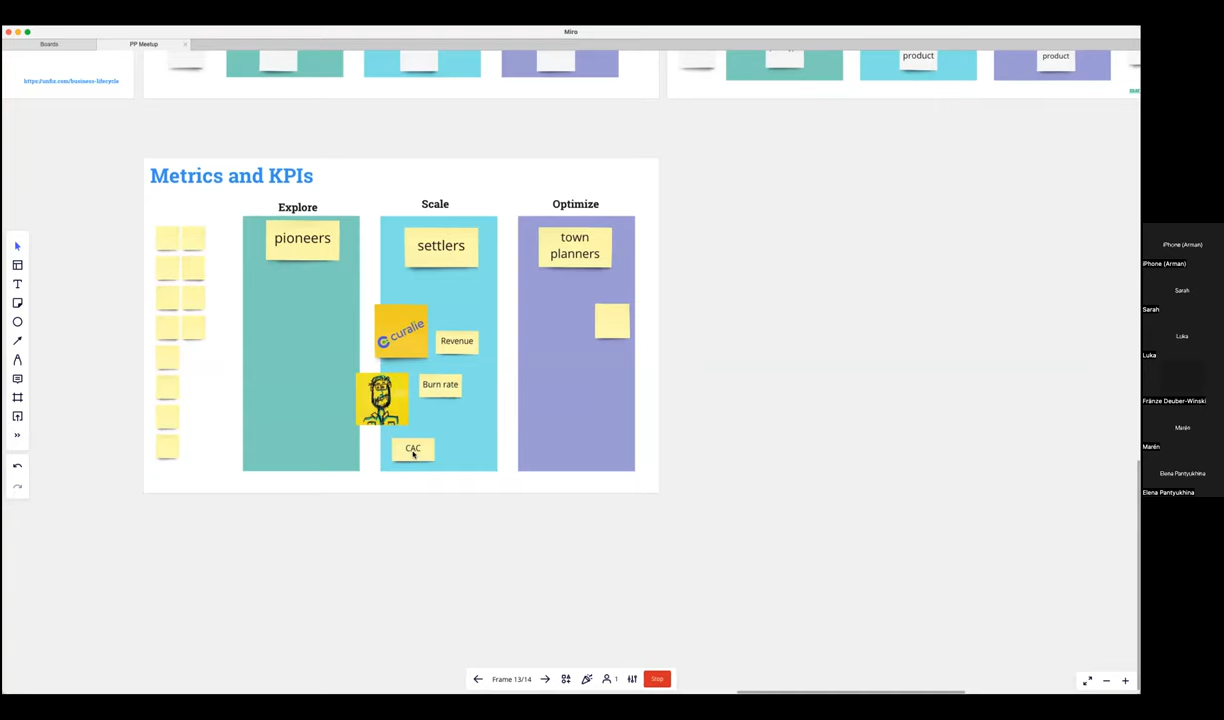 Miro
Boards
PP Meetup
https://unfix.com/business-lifecycle
product
product
Metrics and KPIs
Explore
Scale
Optimize
pioneers
settlers
town
planners
curalie
Revenue
Burn rate
CAC
Frame 13/14
1
Stop
iPhone (Arman)
iPhone (Arman)
Sarah
Sarah
Luka
Luka
Fränze Deuber-Winski
Marén
Marén
Elena Pantyukhina
Elena Pantyukhina